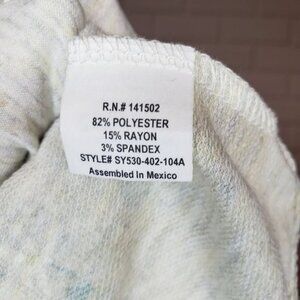 R.N.# 141502
82% POLYESTER
15% RAYON
3% SPANDEX
STYLE# SY530-402-104A
Assembled In Mexico